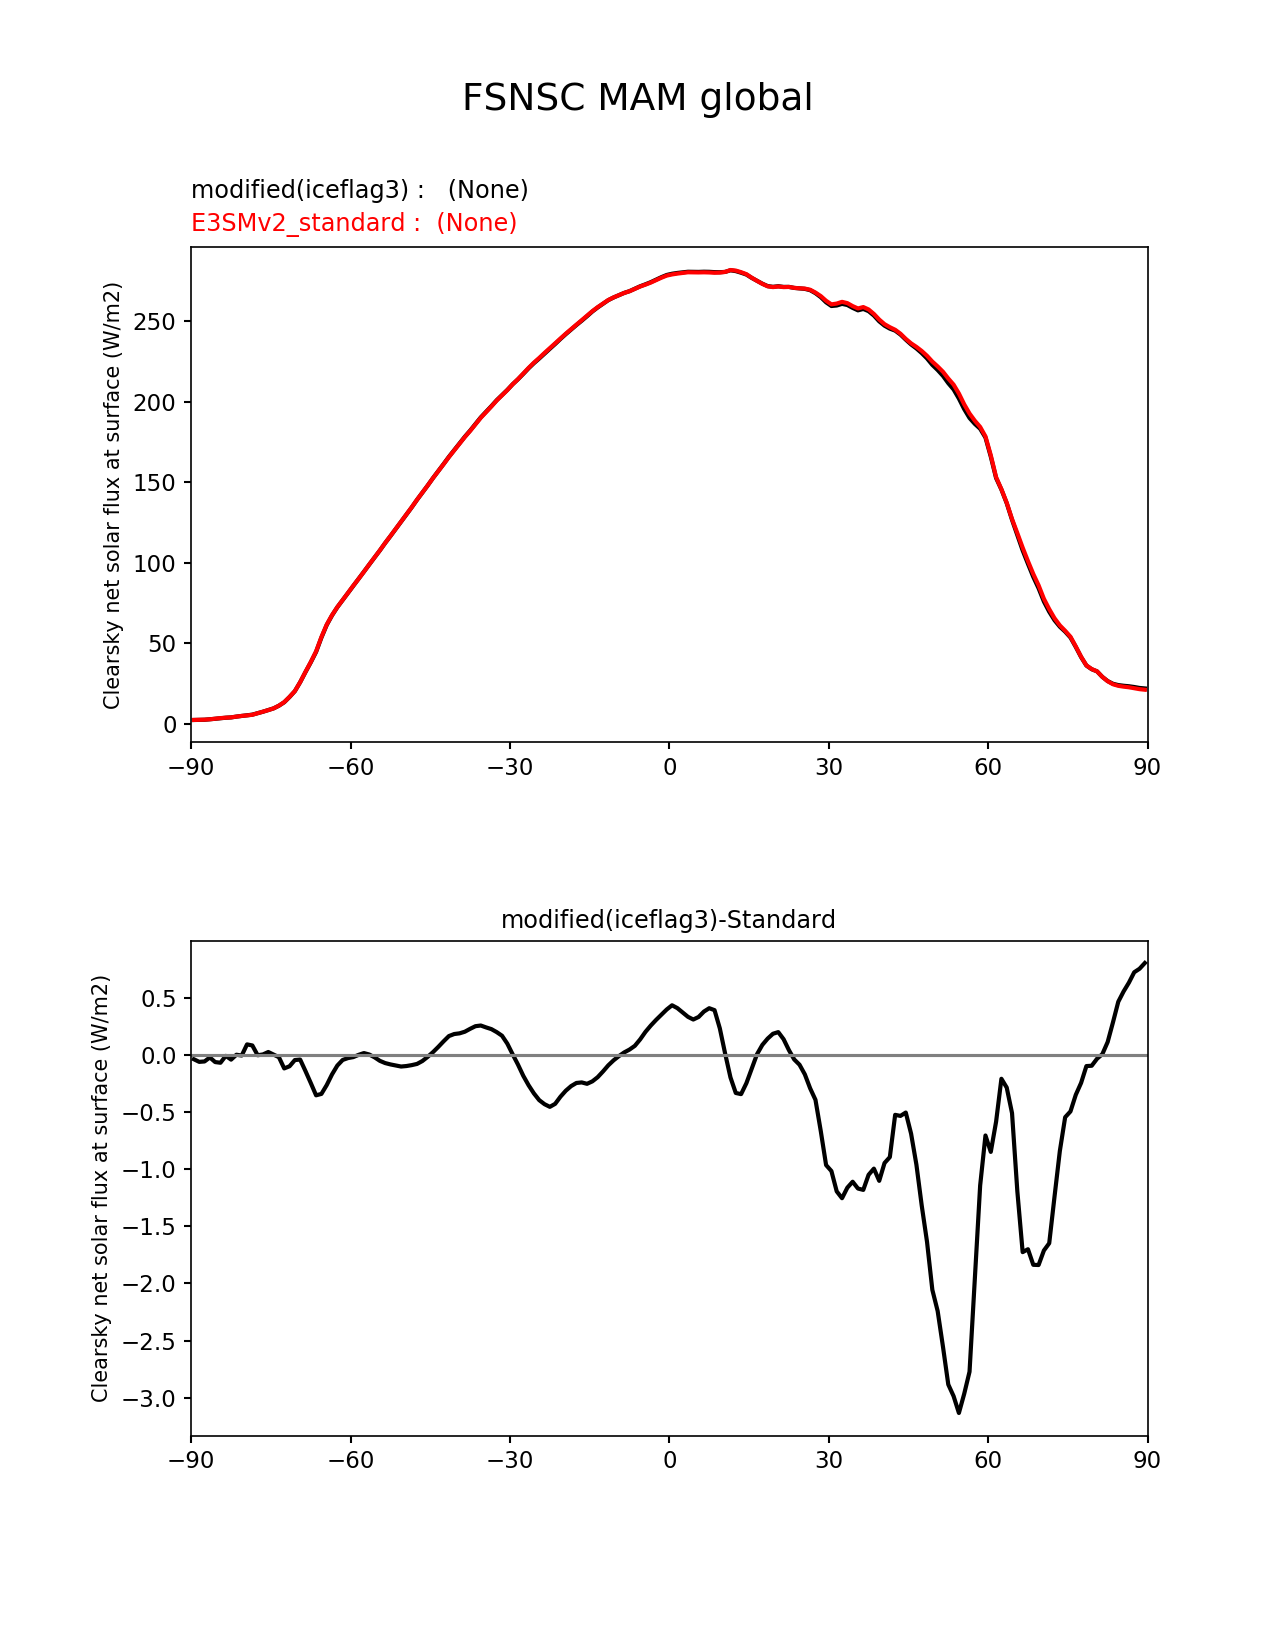 FSNSC MAM global
modified(iceflag3) :   (None)
E3SMv2_standard :  (None)
Clearsky net solar flux at surface (W/m2)
250
200
150
100
50
0
−90 −60 −30 0 30 60 90
modified(iceflag3)-Standard
Clearsky net solar flux at surface (W/m2)
0.5
0.0
−0.5
−1.0
−1.5
−2.0
−2.5
−3.0
−90 −60 −30 0 30 60 90